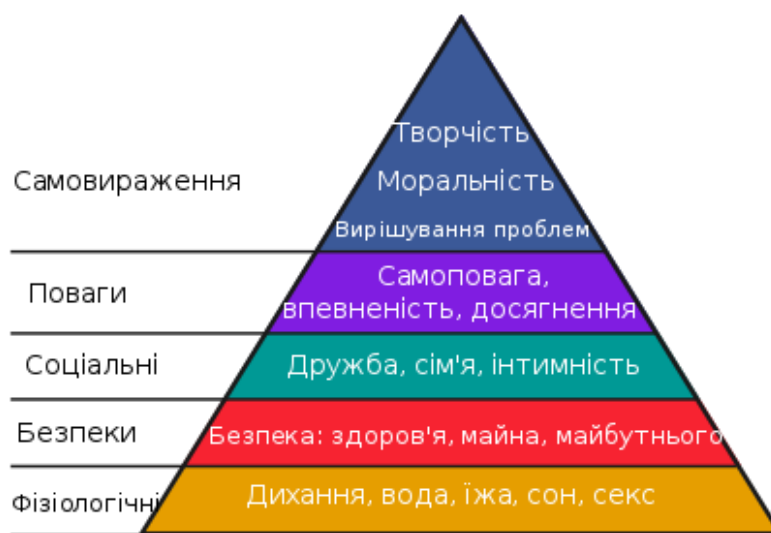 Творчість
Самовираження
Моральність
Вирішування проблем
Поваги
Самоповага,
впевненість, досягнення
Соціальні
Дружба, сім'я, інтимність
Безпеки
Безпека: здоров'я, майна, майбутнього
Фізіологічні
Дихання, вода, їжа, сон, секс